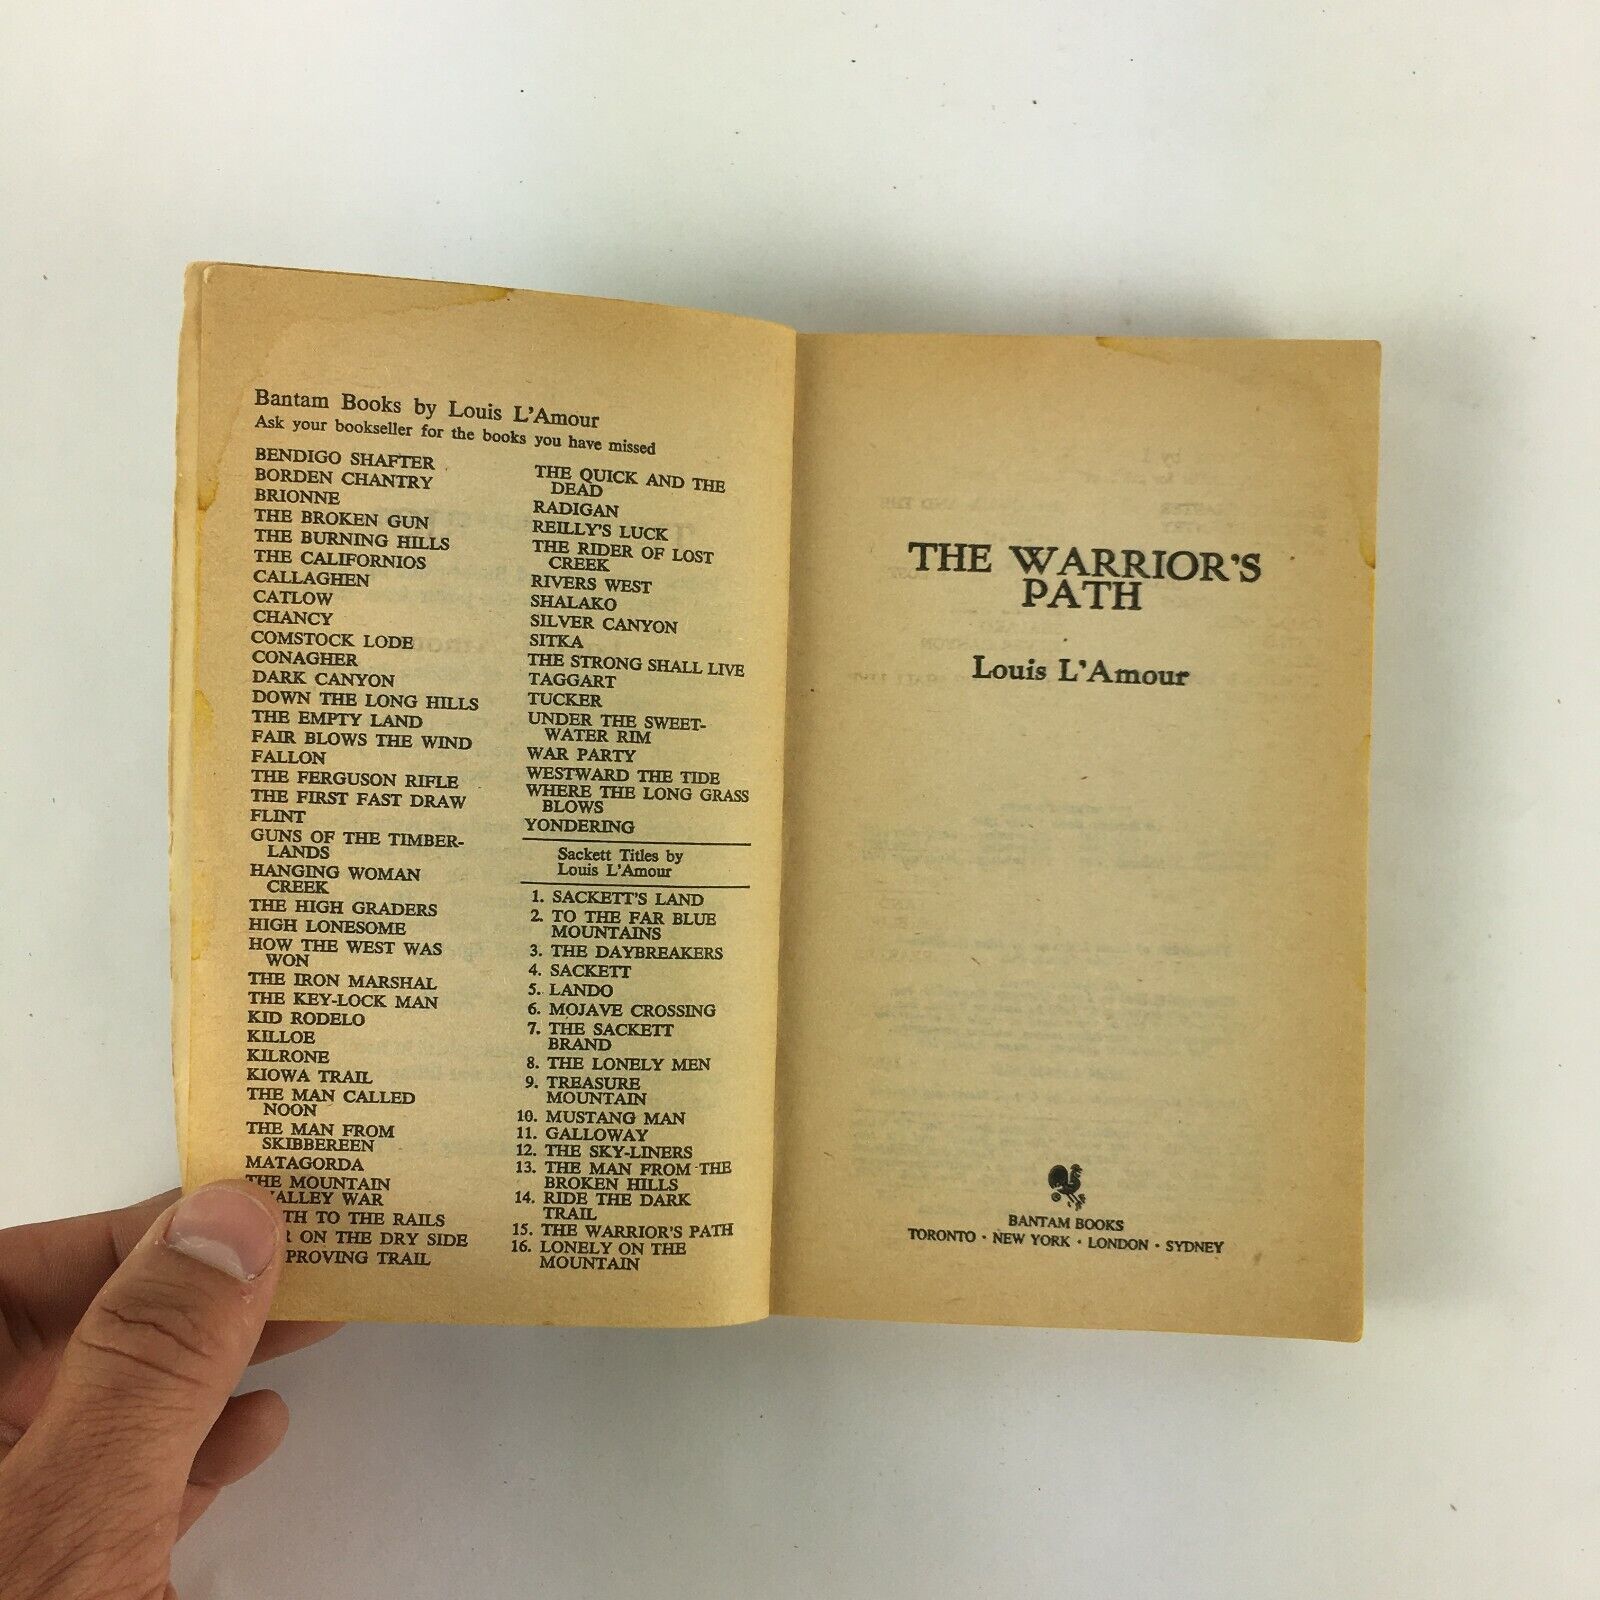 Bantam Books by Louis L'Amour
Ask your bookseller for the books you have missed
BENDIGO SHAFTER
BORDEN CHANTRY
BRIONNE
THE BROKEN GUN
THE BURNING HILLS
THE CALIFORNIOS
CALLAGHEN
CATLOW
CHANCY
COMSTOCK LODE
CONAGHER
DARK CANYON
DOWN THE LONG HILLS
THE EMPTY LAND
FAIR BLOWS THE WIND
FALLON
THE FERGUSON RIFLE
THE FIRST FAST DRAW
FLINT
GUNS OF THE TIMBER-
LANDS
HANGING WOMAN
CREEK
THE HIGH GRADERS
HIGH LONESOME
HOW THE WEST WAS
WON
THE IRON MARSHAL
THE KEY-LOCK MAN
KID RODELO
KILLOE
KILRONE
KIOWA TRAIL
THE MAN CALLED
NOON
THE MAN FROM
SKIBBEREEN
MATAGORDA
THE MOUNTAIN
VALLEY WAR
TH TO THE RAILS
R ON THE DRY SIDE
PROVING TRAIL
THE QUICK AND THE
DEAD
RADIGAN
REILLY'S LUCK
THE RIDER OF LOST
CREEK
RIVERS WEST
SHALAKO
SILVER CANYON
SITKA
THE STRONG SHALL LIVE
TAGGART
TUCKER
UNDER THE SWEET-
WATER RIM
WAR PARTY
WESTWARD THE TIDE
WHERE THE LONG GRASS
BLOWS
YONDERING
Sackett Titles by
Louis L'Amour
1. SACKETT'S LAND
2. TO THE FAR BLUE
MOUNTAINS
3. THE DAYBREAKERS
4. SACKETT
5. LANDO
6. MOJAVE CROSSING
7. THE SACKETT
BRAND
8. THE LONELY MEN
9. TREASURE
MOUNTAIN
10. MUSTANG MAN
11. GALLOWAY
12. THE SKY-LINERS
13. THE MAN FROM THE
BROKEN HILLS
14. RIDE THE DARK
TRAIL
15. THE WARRIOR'S PATH
16. LONELY ON THE
MOUNTAIN
THE WARRIOR'S
PATH
Louis L'Amour
BANTAM BOOKS
TORONTO · NEW YORK · LONDON · SYDNEY